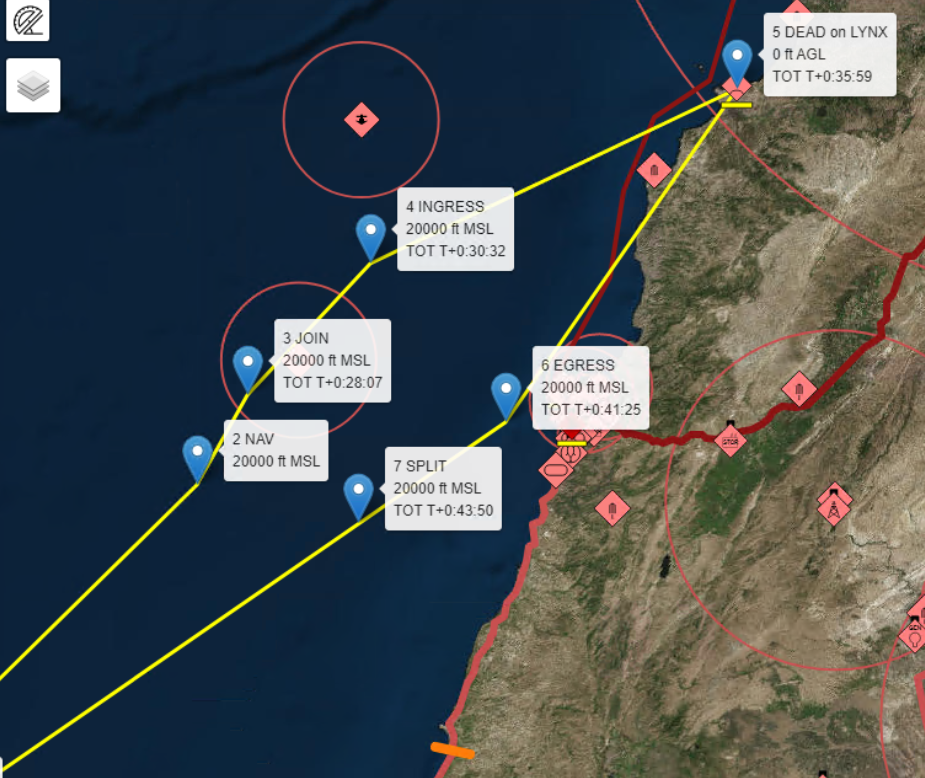 5 DEAD on LYNX
0 ft AGL
TOT T+0:35:59
4 INGRESS
20000 ft MSL
TOT T+0:30:32
3 JOIN
20000 ft MSL
TOT T+0:28:07
6 EGRESS
20000 ft MSL
TOT T+0:41:25
2 NAV
20000 ft MSL
7 SPLIT
20000 ft MSL
TOT T+0:43:50